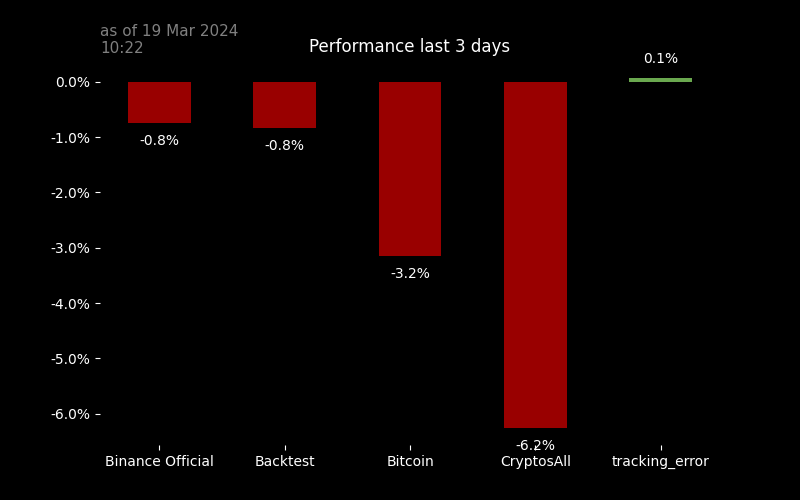 as of 19 Mar 2024
10:22
Performance last 3 days
0.1%
0.0%
-1.0%
-0.8%
-0.8%
-2.0%
-3.0%
-3.2%
-4.0%
-5.0%
-6.0%
-6.2%
Binance Official
Backtest
Bitcoin
CryptosAll
tracking_error